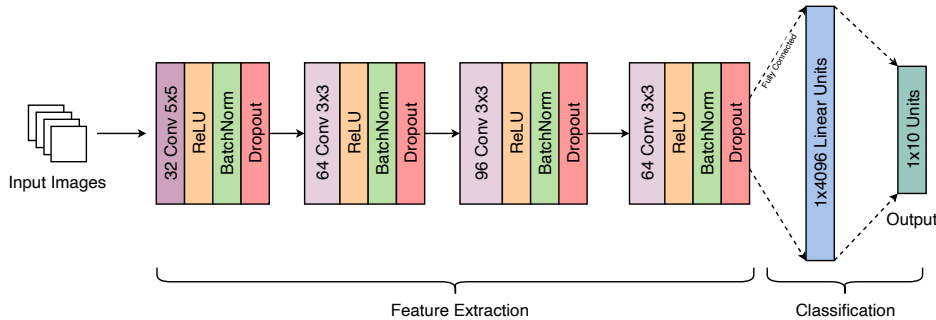 Input Images
32 Conv 5x5
ReLU
BatchNorm
Dropout
64 Conv 3x3
ReLU
BatchNorm
Dropout
96 Conv 3x3
ReLU
BatchNorm
Dropout
64 Conv 3x3
ReLU
BatchNorm
Dropout
Fully Connected
1x4096 Linear Units
1x10 Units
Output
Feature Extraction
Classification